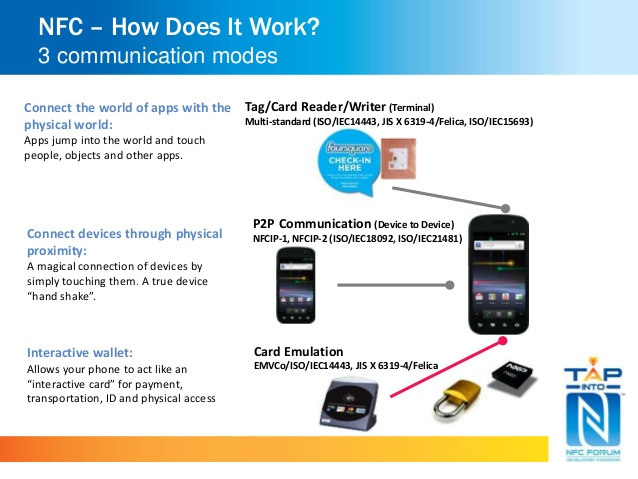 NFC – How Does It Work?
3 communication modes
Connect the world of apps with the
physical world:
Apps jump into the world and touch
people, objects and other apps.
Tag/Card Reader/Writer (Terminal)
Multi-standard (ISO/IEC14443, JIS X 6319-4/Felica, ISO/IEC15693)
foursquare
CHECK-IN
HERE
Connect devices through physical
proximity:
A magical connection of devices by
simply touching them. A true device
“hand shake”.
P2P Communication (Device to Device)
NFCIP-1, NFCIP-2 (ISO/IEC18092, ISO/IEC21481)
Interactive wallet:
Allows your phone to act like an
“interactive card” for payment,
transportation, ID and physical access
Card Emulation
EMVCo/ISO/IEC14443, JIS X 6319-4/Felica
NXP
TAP
INTO
NFC FORUM